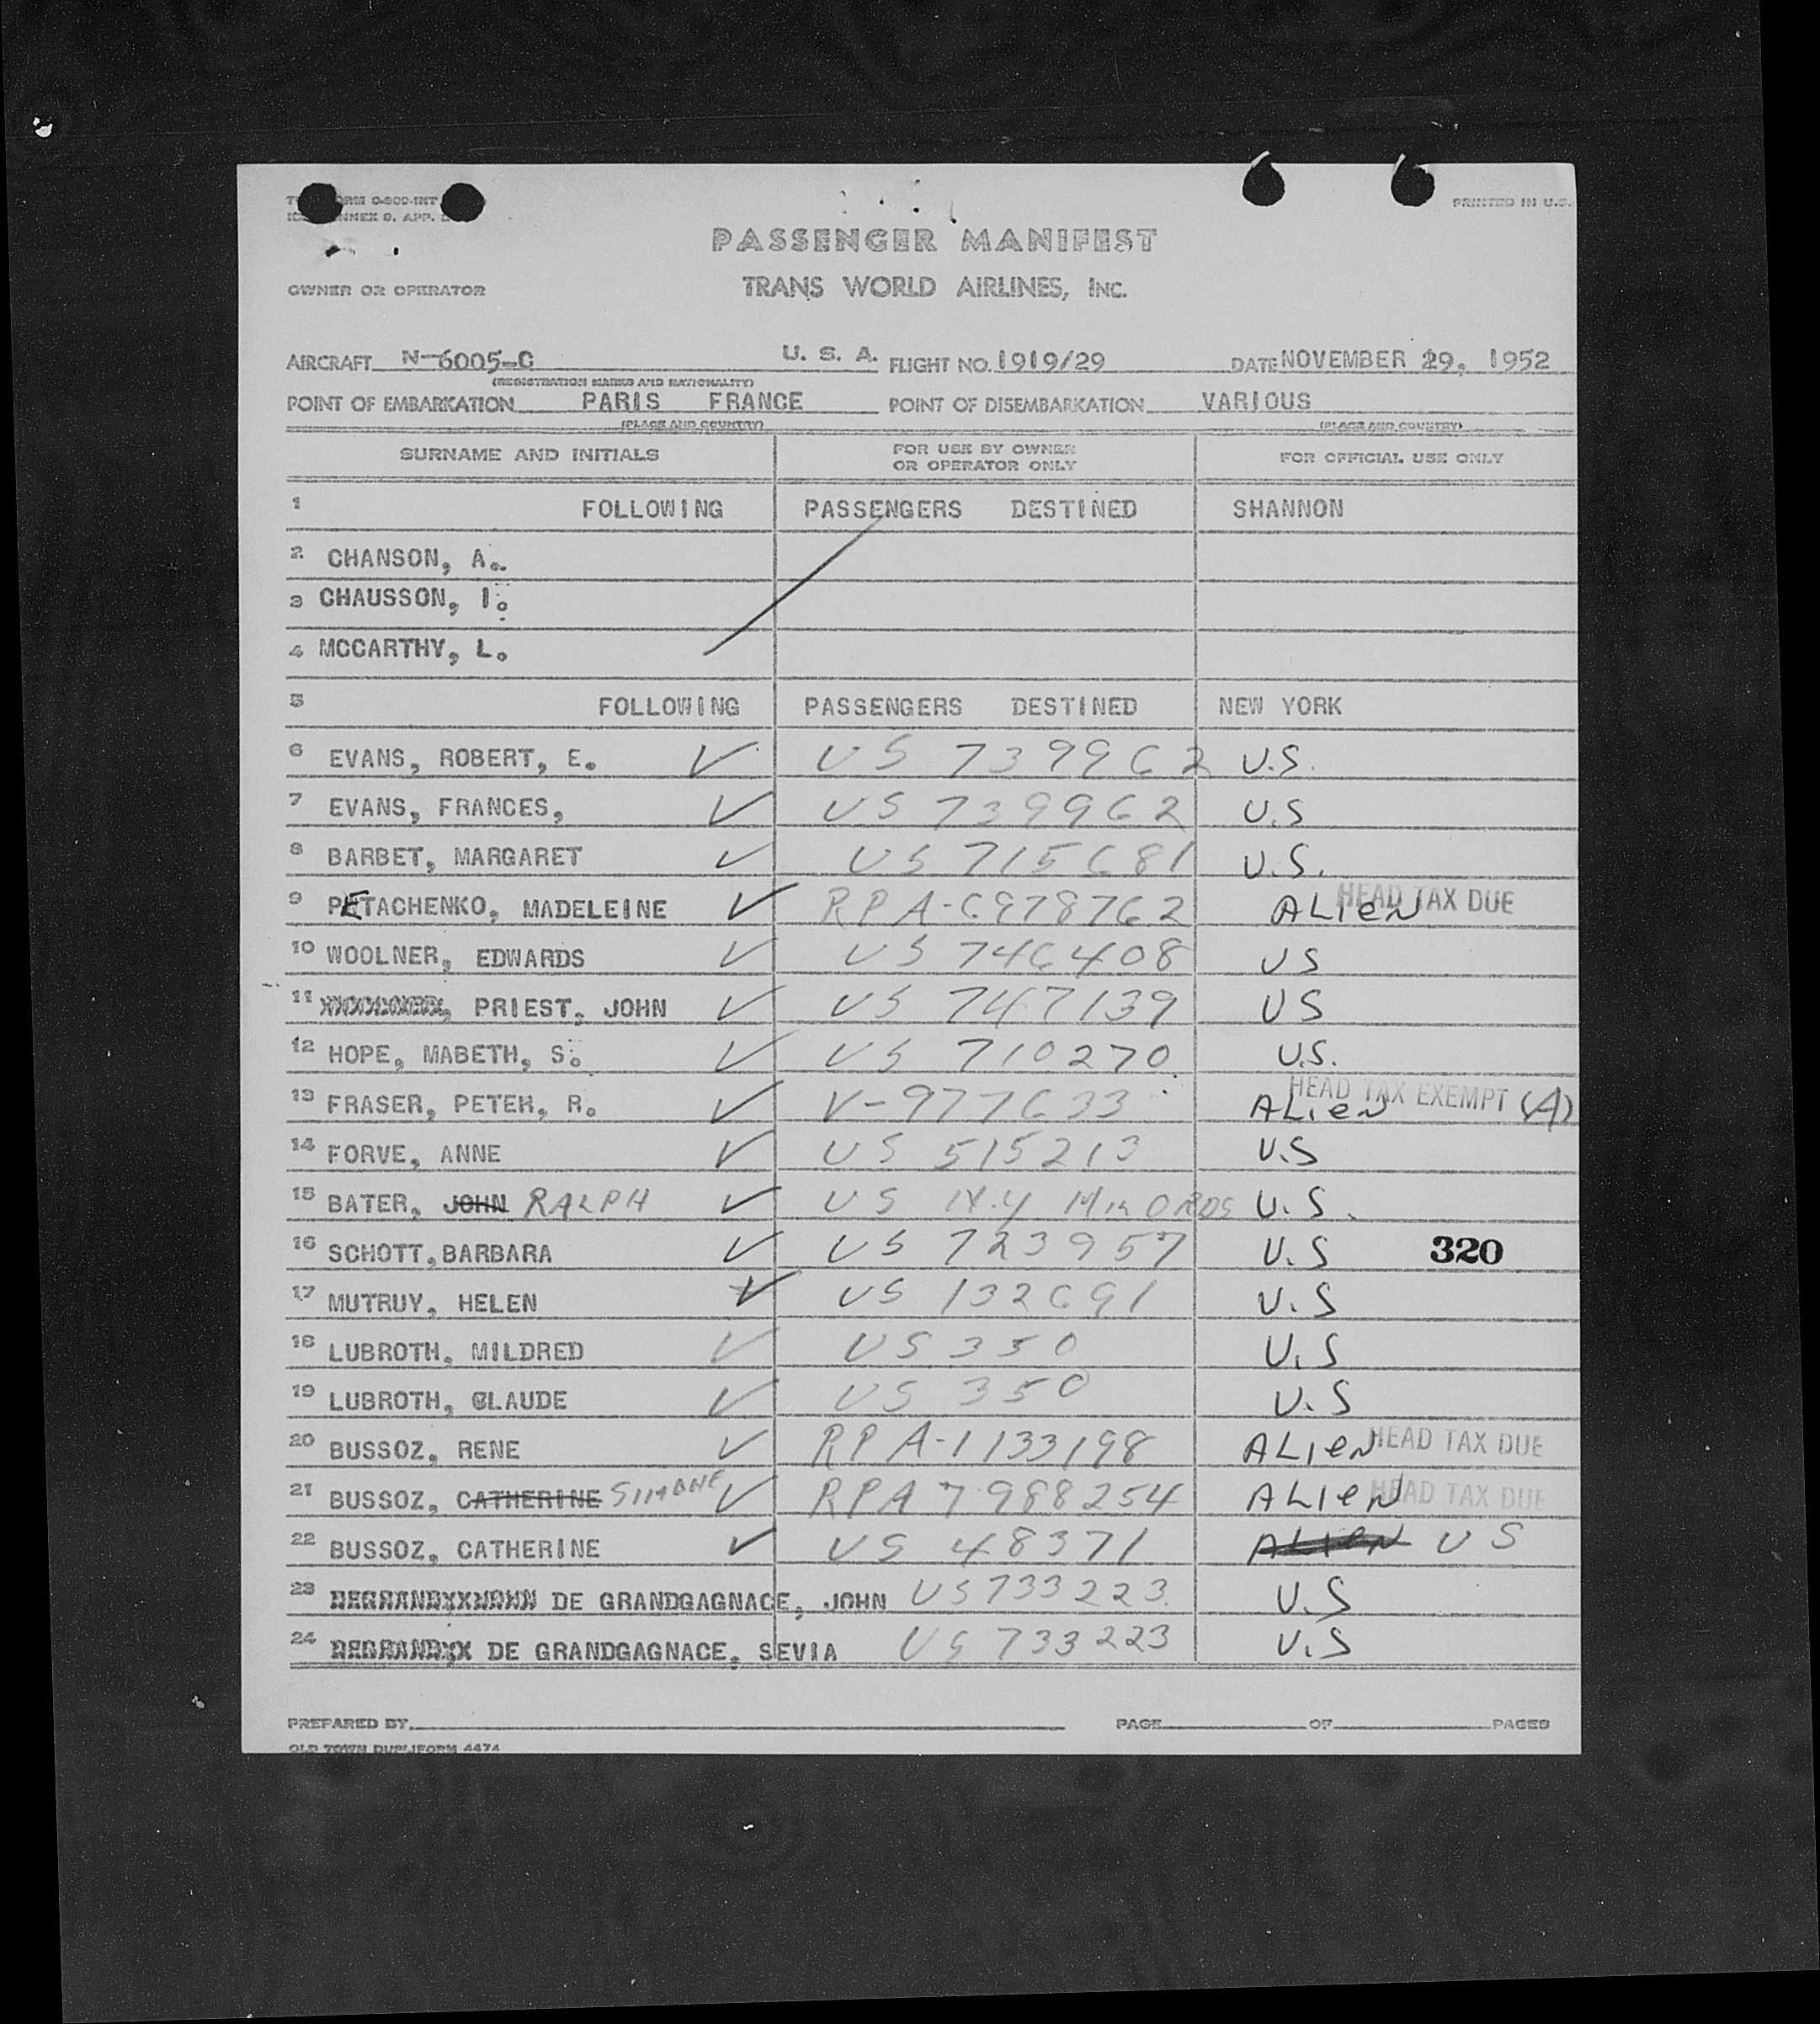 PRINTED IN U.S.
PASSENGER MANIFEST
OWNER OR OPERATOR
TRANS WORLD AIRLINES, INC.
AIRCRAFT N-6005-C U. S. A. FLIGHT NO. 1919/29 DATE NOVEMBER 29, 1952
(REGISTRATION MARKS AND NATIONALITY)
POINT OF EMBARKATION PARIS FRANCE POINT OF DISEMBARKATION VARIOUS
(PLACE AND COUNTRY) (PLACE AND COUNTRY)
SURNAME AND INITIALS FOR USE BY OWNER OR OPERATOR ONLY FOR OFFICIAL USE ONLY
1 FOLLOWING PASSENGERS DESTINED SHANNON
2 CHANSON, A.
3 CHAUSSON, I.
4 MCCARTHY, L.
5 FOLLOWING PASSENGERS DESTINED NEW YORK
6 EVANS, ROBERT, E. ✓ US 739962 U.S.
7 EVANS, FRANCES, ✓ US 739962 U.S
8 BARBET, MARGARET ✓ US 715681 U.S.
9 PETACHENKO, MADELEINE ✓ RPA-6978762 ALIEN HEAD TAX DUE
10 WOOLNER, EDWARDS ✓ US 746408 US
11 PRIEST, JOHN ✓ US 747139 US
12 HOPE, MABETH, S. ✓ US 710270 U.S.
13 FRASER, PETER, R. ✓ V-977633 ALIEN HEAD TAX EXEMPT (A)
14 FORVE, ANNE ✓ US 515213 U.S
15 BATER, JOHN RALPH ✓ US U.S.
16 SCHOTT, BARBARA ✓ US 723957 U.S 320
17 MUTRUY, HELEN ✓ US 132691 U.S
18 LUBROTH, MILDRED ✓ US 350 U.S
19 LUBROTH, CLAUDE ✓ US 350 U.S
20 BUSSOZ, RENE ✓ RPA-1133198 ALIEN HEAD TAX DUE
21 BUSSOZ, CATHERINE SIMONE ✓ RPA 7988254 ALIEN HEAD TAX DUE
22 BUSSOZ, CATHERINE ✓ US 48371 ALIEN US
23 DE GRANDGAGNACE, JOHN US 733223 U.S
24 DE GRANDGAGNACE, SEVIA US 733223 U.S
PREPARED BY PAGE OF PAGES
OLD TOWN DUPLIFORM 4474